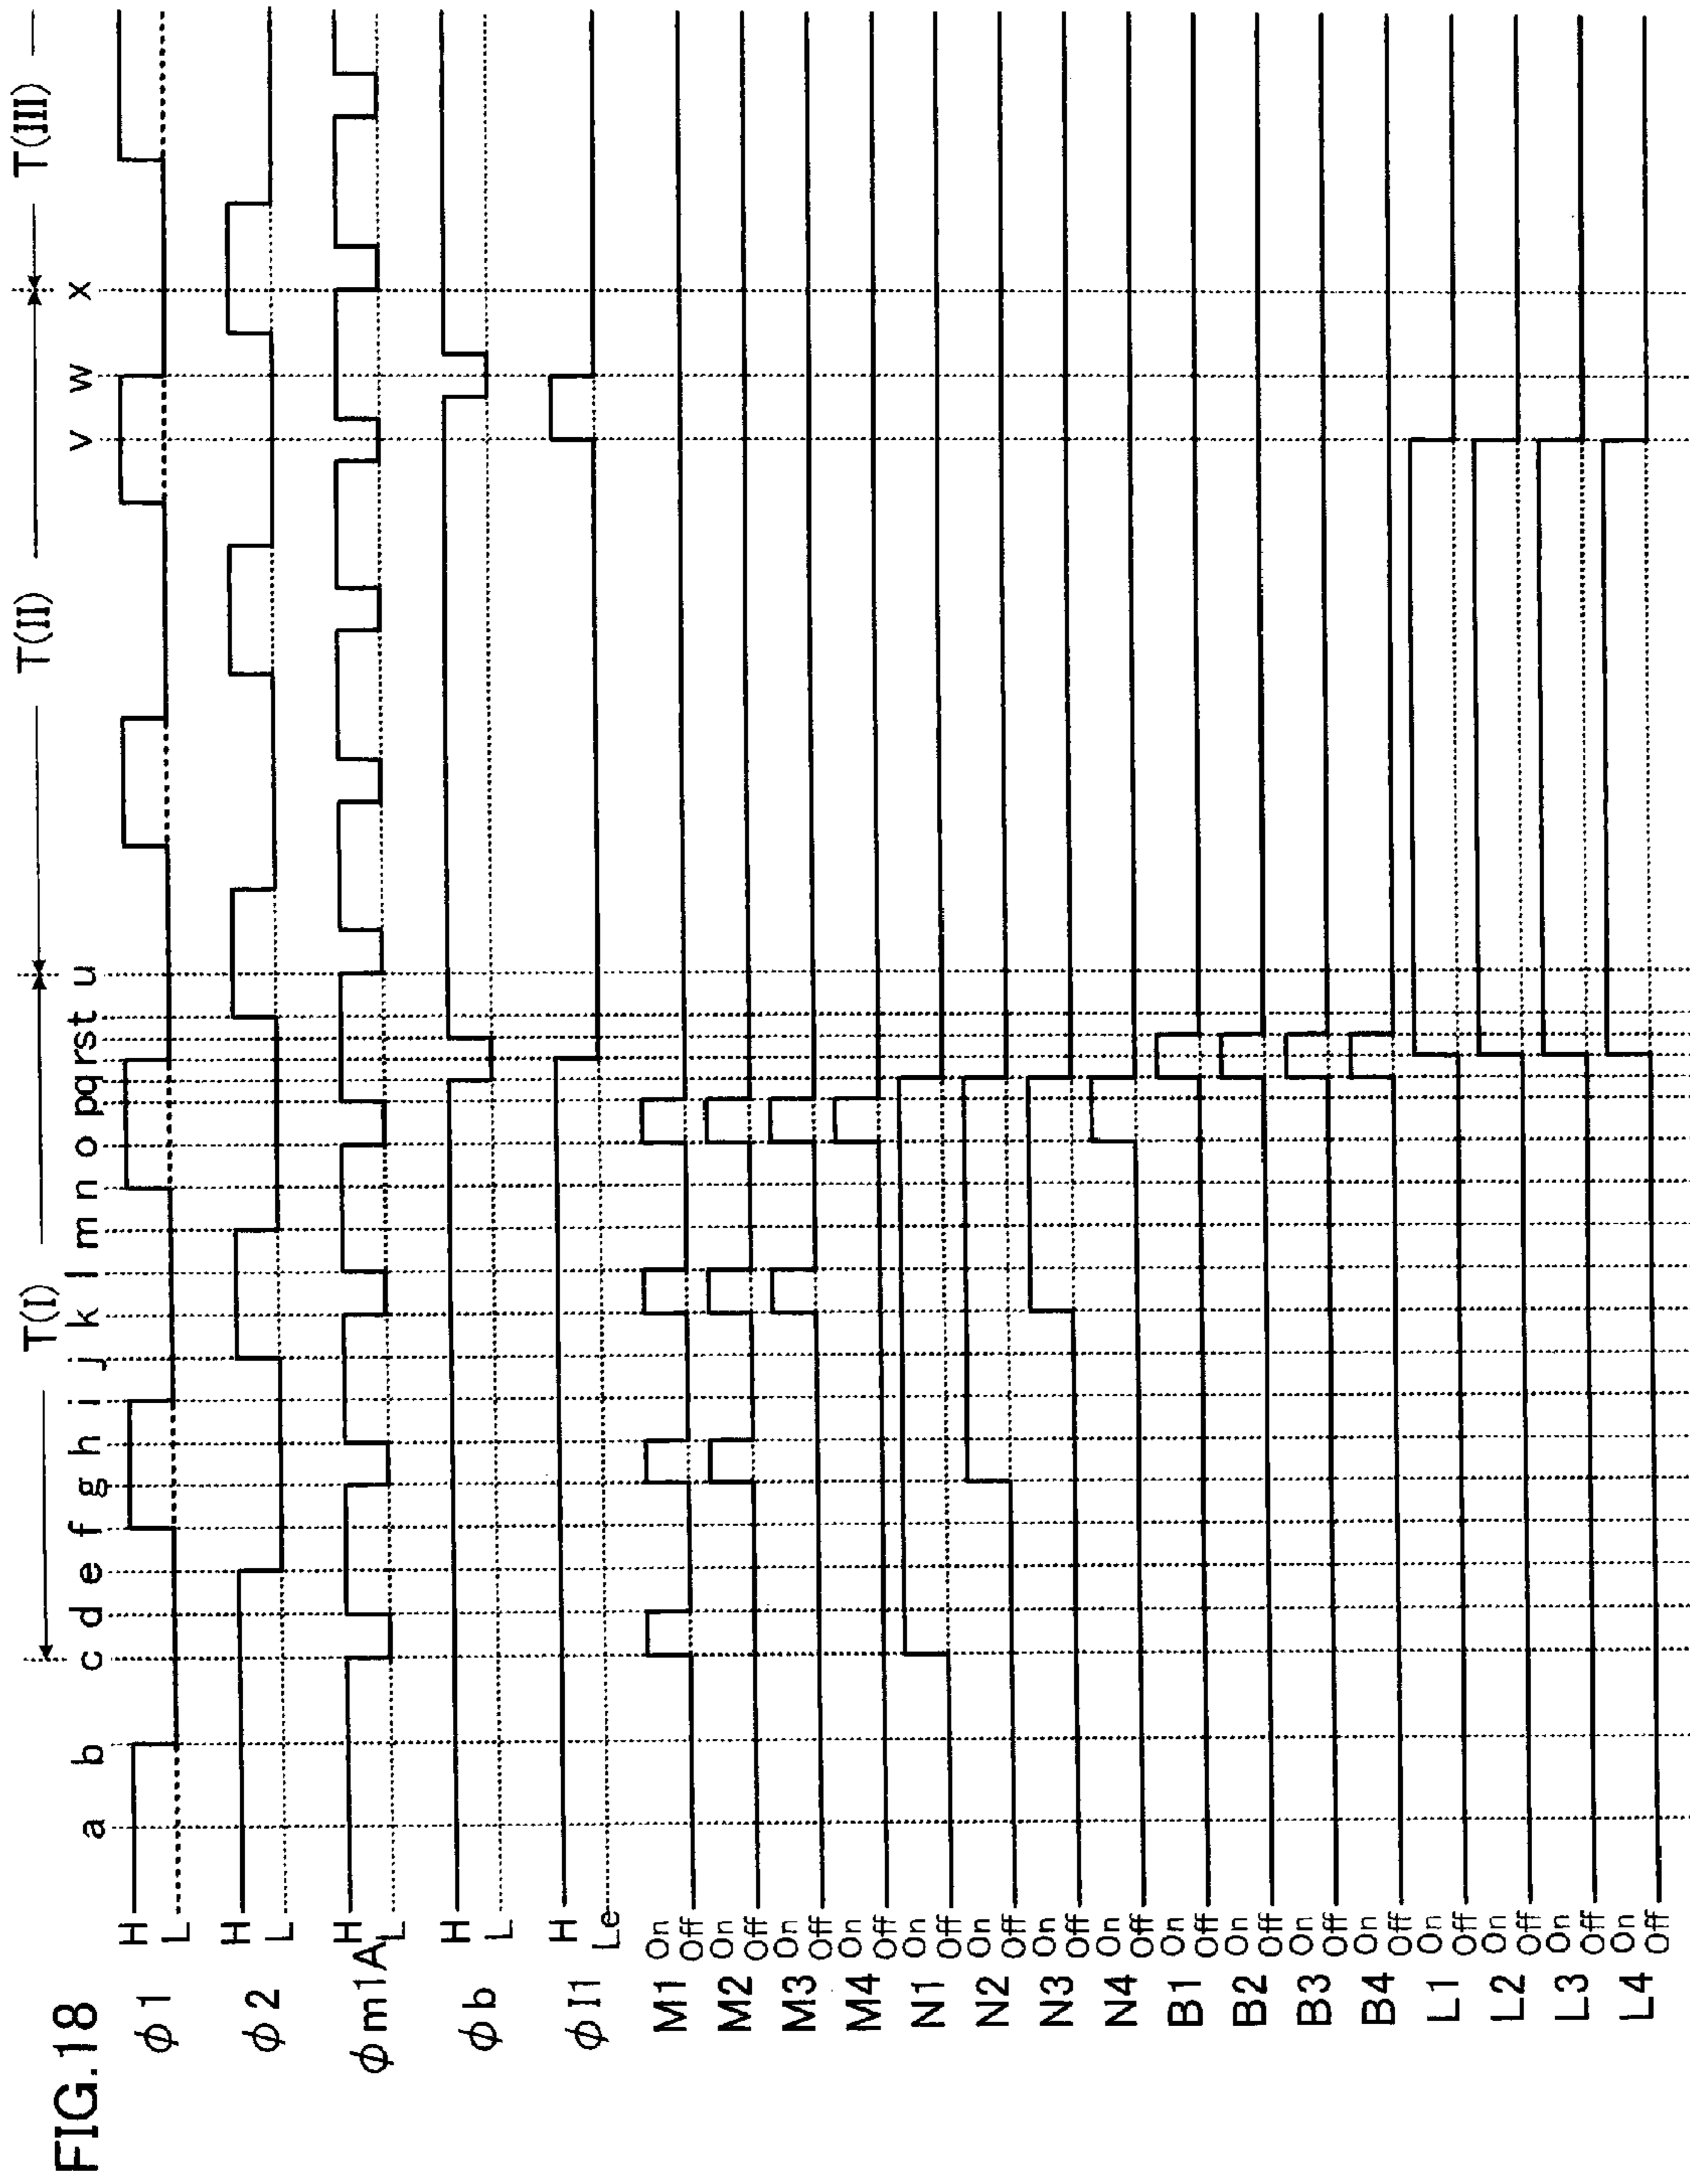 FIG.18
T(I) T(II) T(III)
a b c d e f g h i j k l m n o p q r s t u v w x
ϕ1 H L
ϕ2 H L
ϕm1A H L
ϕb H L
ϕI1 H Le
M1 On Off
M2 On Off
M3 On Off
M4 On Off
N1 On Off
N2 On Off
N3 On Off
N4 On Off
B1 On Off
B2 On Off
B3 On Off
B4 On Off
L1 On Off
L2 On Off
L3 On Off
L4 On Off